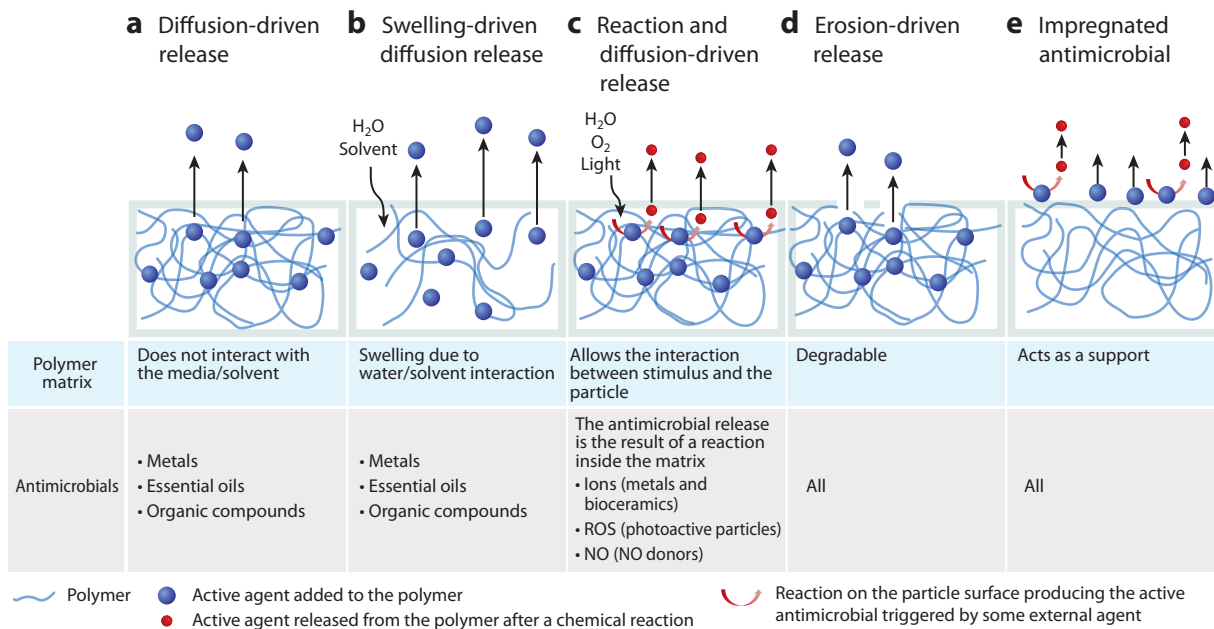 a Diffusion-driven
release
b Swelling-driven
diffusion release
c Reaction and
diffusion-driven
release
d Erosion-driven
release
e Impregnated
antimicrobial
H₂O
Solvent
H₂O
O₂
Light
Polymer
matrix
Does not interact with
the media/solvent
Swelling due to
water/solvent interaction
Allows the interaction
between stimulus and the
particle
Degradable
Acts as a support
Antimicrobials
• Metals
• Essential oils
• Organic compounds
• Metals
• Essential oils
• Organic compounds
The antimicrobial release
is the result of a reaction
inside the matrix
• Ions (metals and
bioceramics)
• ROS (photoactive particles)
• NO (NO donors)
All
All
Polymer
Active agent added to the polymer
Active agent released from the polymer after a chemical reaction
Reaction on the particle surface producing the active
antimicrobial triggered by some external agent